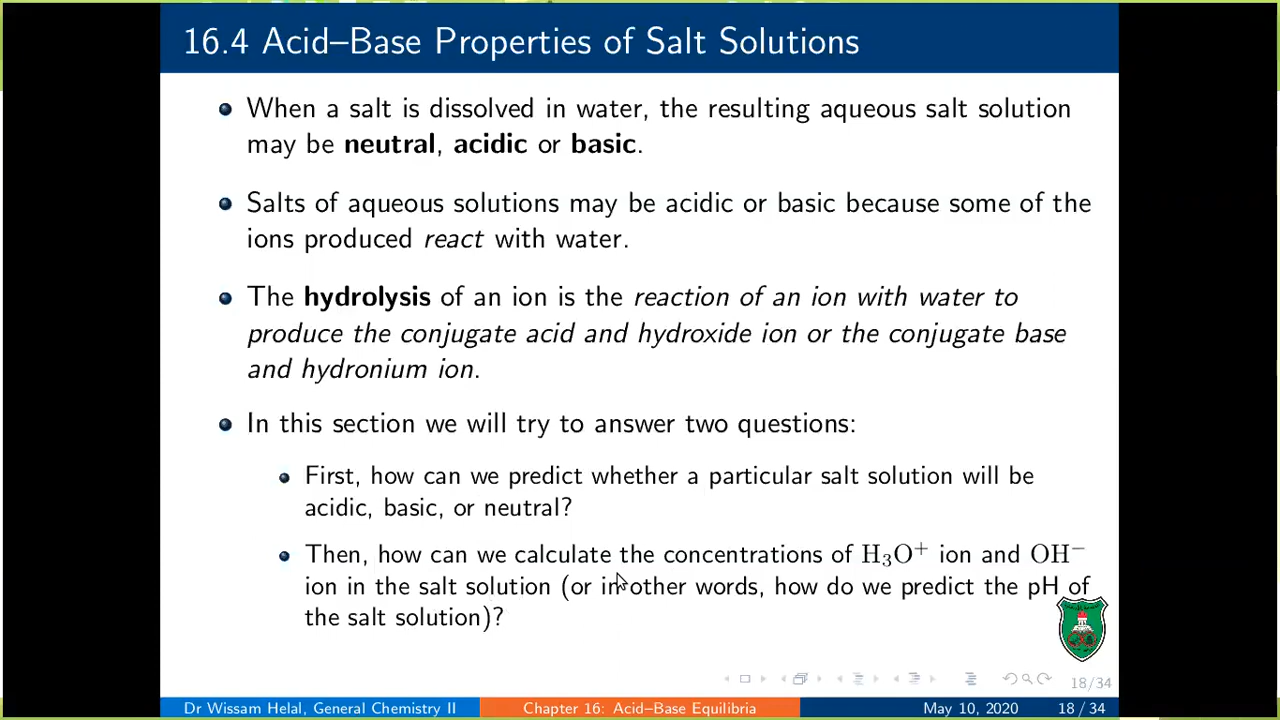 16.4 Acid–Base Properties of Salt Solutions
When a salt is dissolved in water, the resulting aqueous salt solution
may be neutral, acidic or basic.
Salts of aqueous solutions may be acidic or basic because some of the
ions produced react with water.
The hydrolysis of an ion is the reaction of an ion with water to
produce the conjugate acid and hydroxide ion or the conjugate base
and hydronium ion.
In this section we will try to answer two questions:
First, how can we predict whether a particular salt solution will be
acidic, basic, or neutral?
Then, how can we calculate the concentrations of H₃O⁺ ion and OH⁻
ion in the salt solution (or in other words, how do we predict the pH of
the salt solution)?
18/34
Dr Wissam Helal, General Chemistry II Chapter 16: Acid–Base Equilibria May 10, 2020 18 / 34